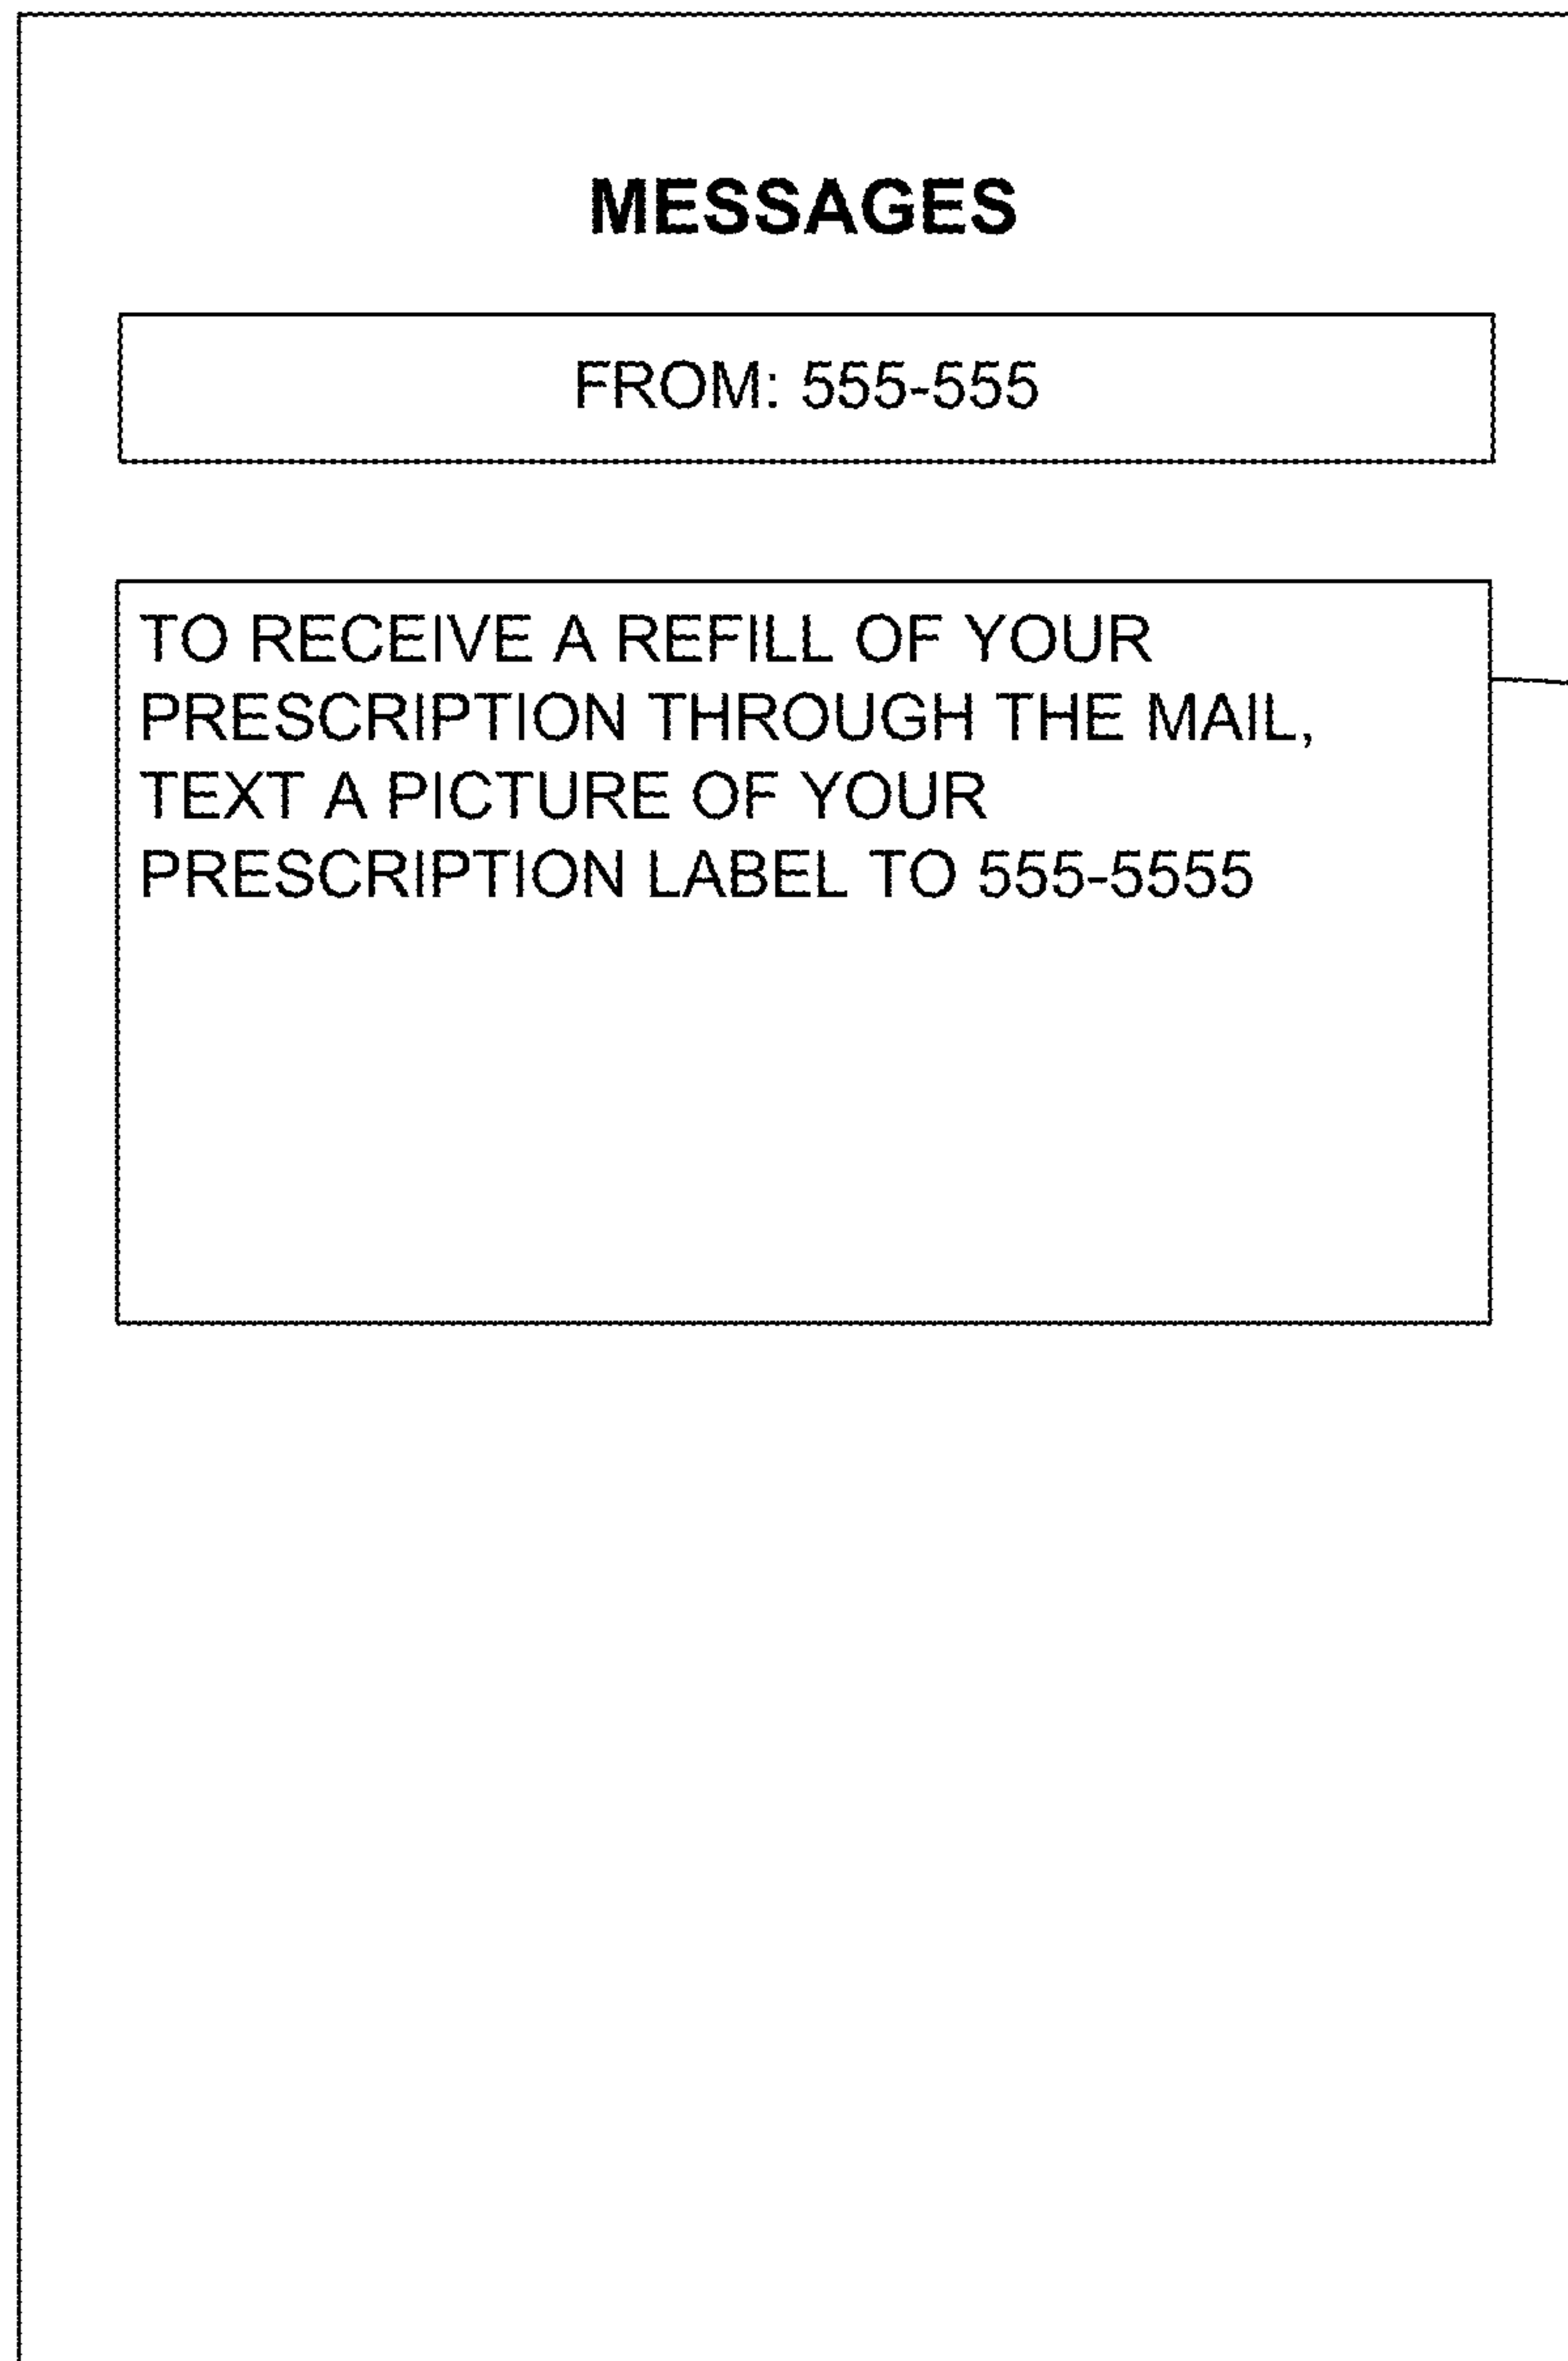 MESSAGES
FROM: 555-555
TO RECEIVE A REFILL OF YOUR
PRESCRIPTION THROUGH THE MAIL,
TEXT A PICTURE OF YOUR
PRESCRIPTION LABEL TO 555-5555